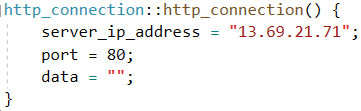 http_connection::http_connection() {
    server_ip_address = "13.69.21.71";
    port = 80;
    data = "";
}